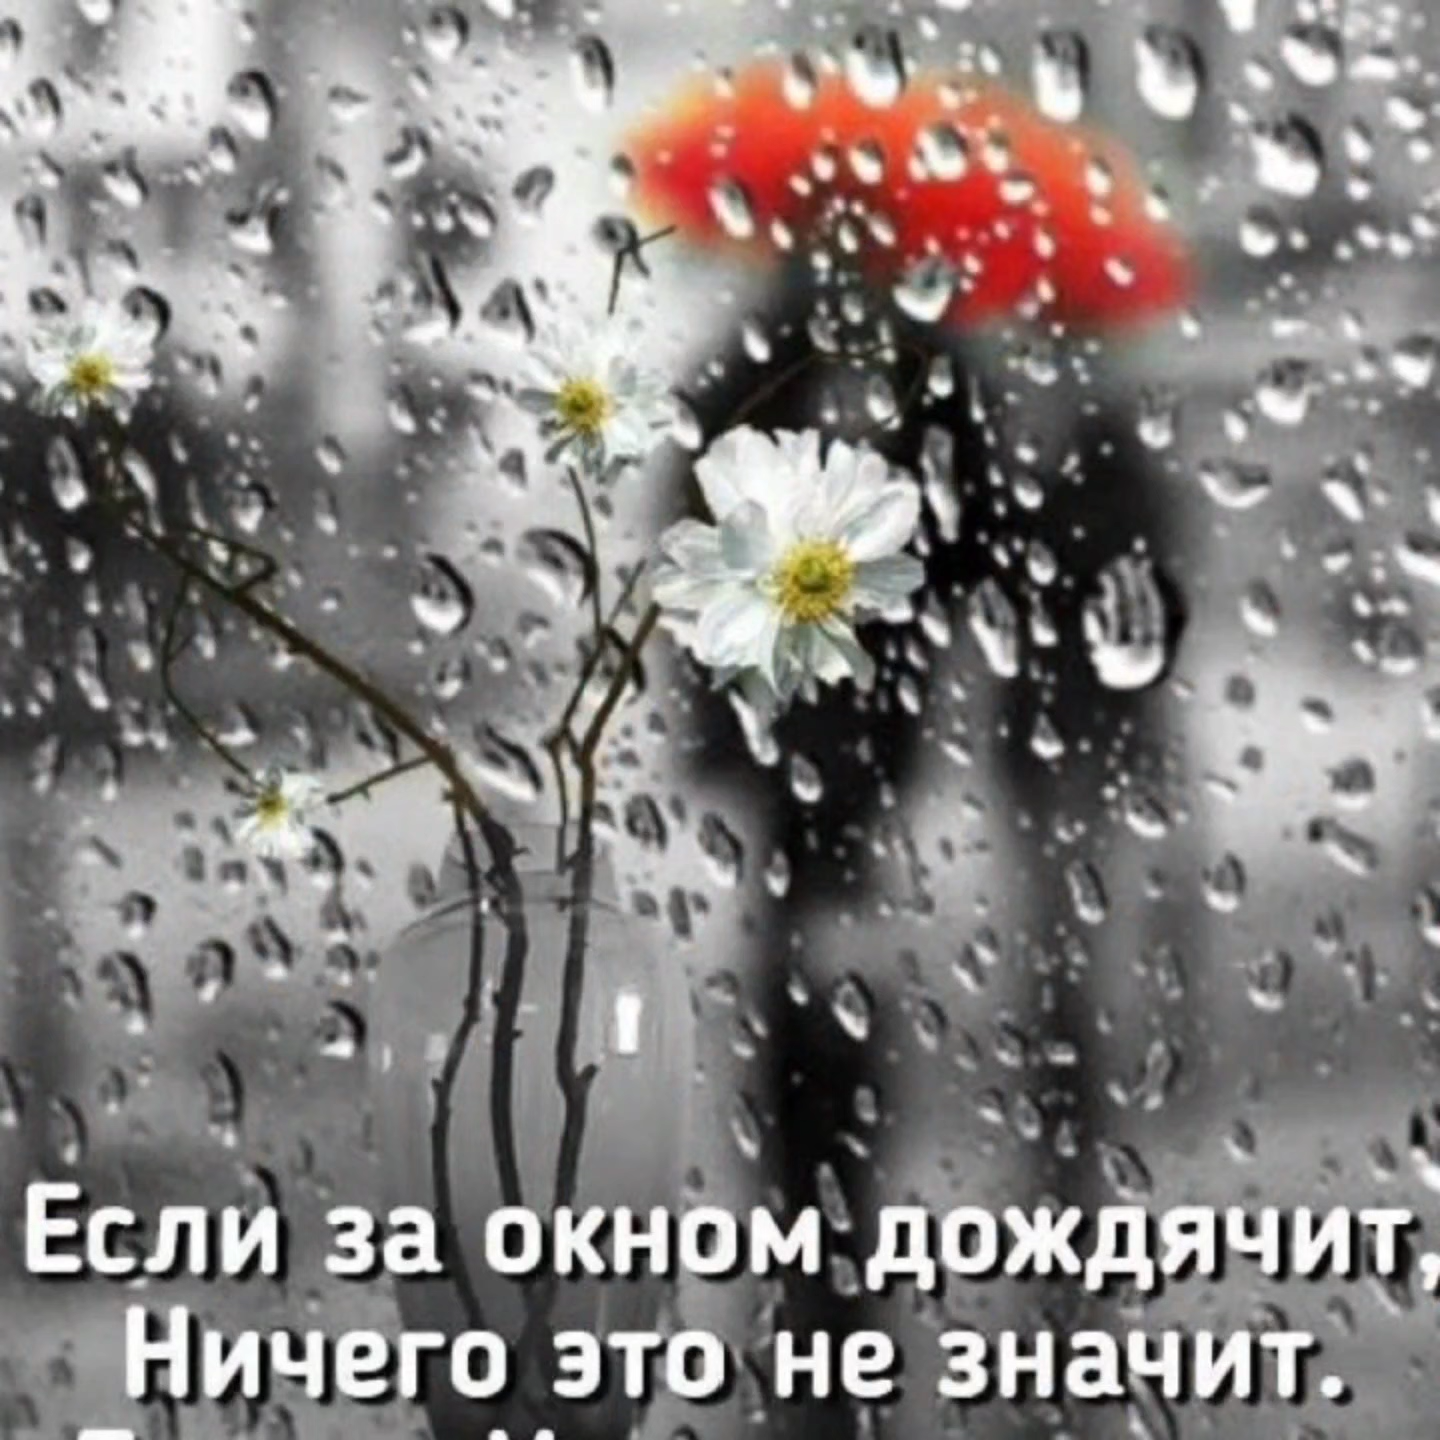 Если за окном дождячит,
Ничего это не значит.